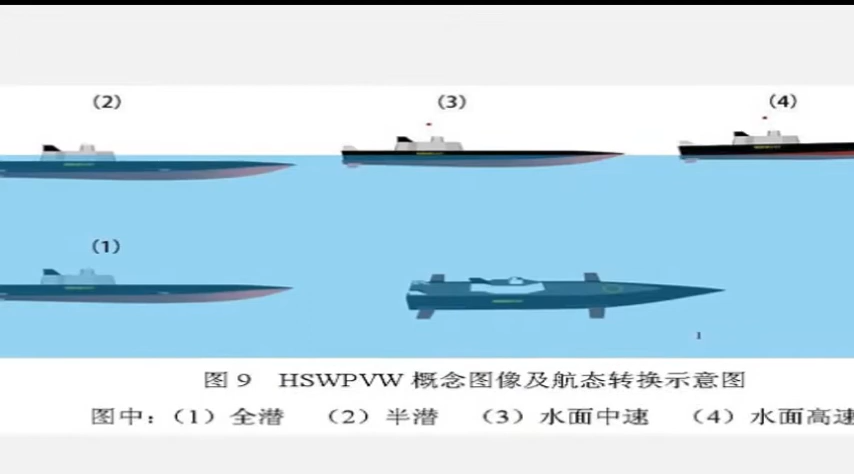 (2) (3) (4)
(1)
1
图 9 HSWPVW 概念图像及航态转换示意图
图中:(1)全潜 (2)半潜 (3)水面中速 (4)水面高速